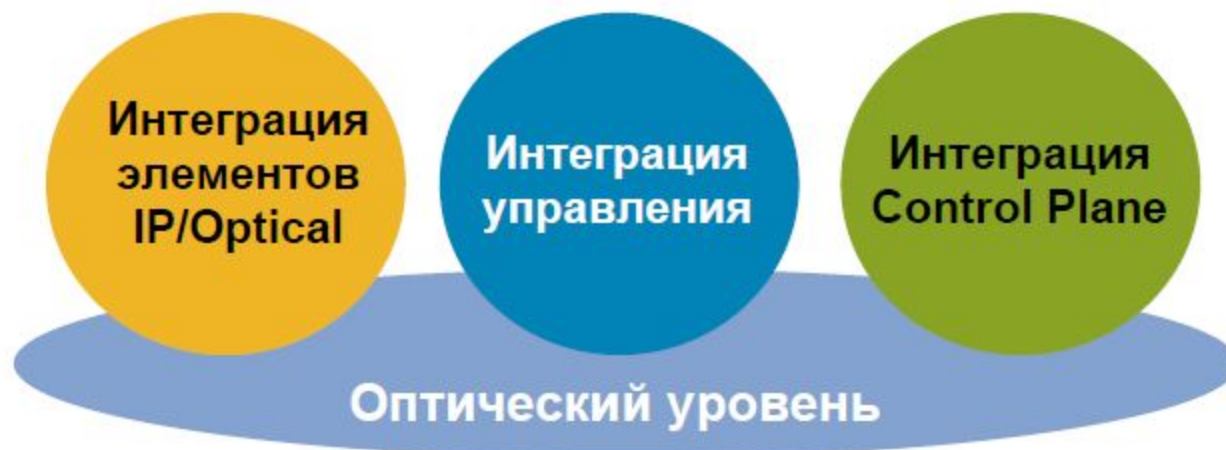 Интеграция
элементов
IP/Optical
Интеграция
управления
Интеграция
Control Plane
Оптический уровень